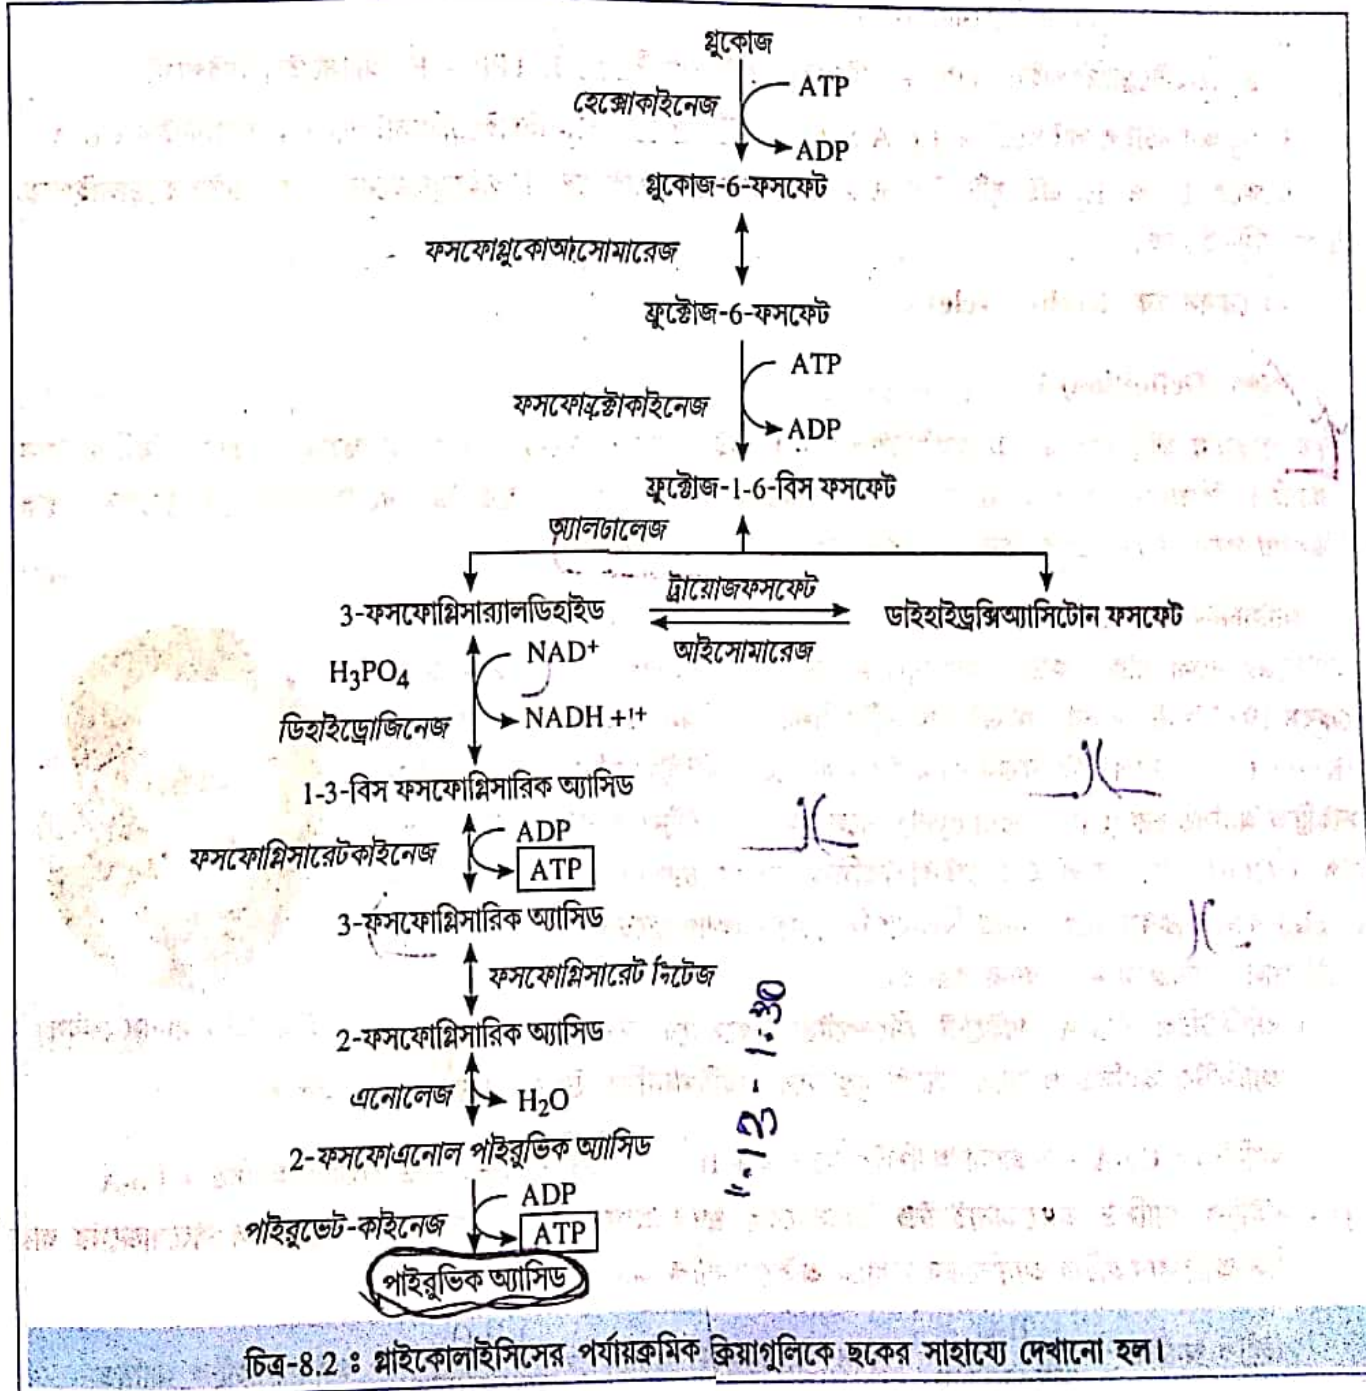 গ্লুকোজ
হেক্সোকাইনেজ
ATP
ADP
গ্লুকোজ-6-ফসফেট
ফসফোগ্লুকোআইসোমারেজ
ফ্রুক্টোজ-6-ফসফেট
ATP
ADP
ফ্রুক্টোজ-1-6-বিস ফসফেট
অ্যালডালেজ
3-ফসফোগ্লিসার‍্যালডিহাইড
ট্রায়োজফসফেট
আইসোমারেজ
ডাইহাইড্রক্সিঅ্যাসিটোন ফসফেট
H₃PO₄
NAD⁺
ডিহাইড্রোজিনেজ
NADH +
1-3-বিস ফসফোগ্লিসারিক অ্যাসিড
ফসফোগ্লিসারেটকাইনেজ
ADP
ATP
3-ফসফোগ্লিসারিক অ্যাসিড
ফসফোগ্লিসারেট
2-ফসফোগ্লিসারিক অ্যাসিড
এনোলেজ
H₂O
2-ফসফোএনোল পাইরুভিক অ্যাসিড
পাইরুভেট-কাইনেজ
ADP
ATP
পাইরুভিক অ্যাসিড
চিত্র-8.2 ঃ গ্লাইকোলাইসিসের পর্যায়ক্রমিক ক্রিয়াগুলিকে ছকের সাহায্যে দেখানো হল।